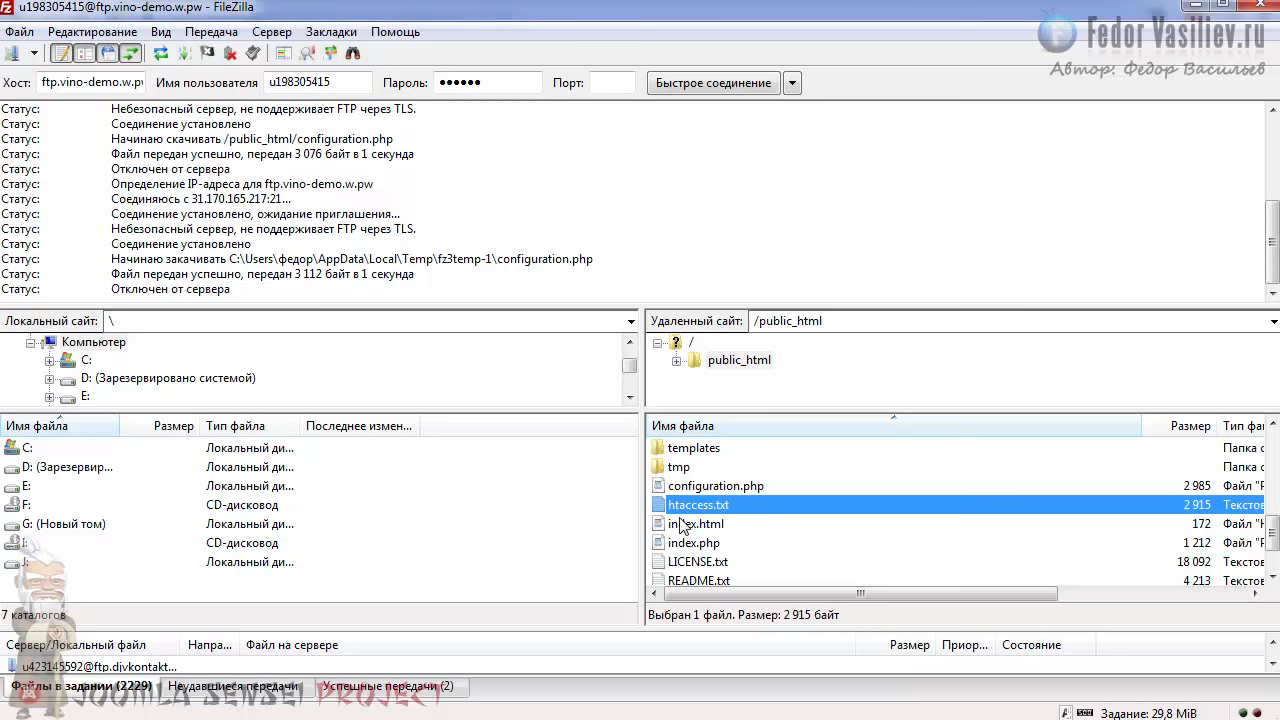 u198305415@ftp.vino-demo.w.pw - FileZilla
Файл Редактирование Вид Передача Сервер Закладки Помощь
Fedor Vasiliev.ru
Автор: Федор Васильев
Хост: ftp.vino-demo.w.pw Имя пользователя u198305415 Пароль: ●●●●●● Порт: Быстрое соединение
Статус: Небезопасный сервер, не поддерживает FTP через TLS.
Статус: Соединение установлено
Статус: Начинаю скачивать /public_html/configuration.php
Статус: Файл передан успешно, передан 3 076 байт в 1 секунда
Статус: Отключен от сервера
Статус: Определение IP-адреса для ftp.vino-demo.w.pw
Статус: Соединяюсь с 31.170.165.217:21...
Статус: Соединение установлено, ожидание приглашения...
Статус: Небезопасный сервер, не поддерживает FTP через TLS.
Статус: Соединение установлено
Статус: Начинаю закачивать C:\Users\федор\AppData\Local\Temp\fz3temp-1\configuration.php
Статус: Файл передан успешно, передан 3 112 байт в 1 секунда
Статус: Отключен от сервера
Локальный сайт: \
Компьютер
C:
D: (Зарезервировано системой)
E:
Имя файла Размер Тип файла Последнее измен...
C: Локальный ди...
D: (Зарезервир... Локальный ди...
E: Локальный ди...
F: CD-дисковод
G: (Новый том) Локальный ди...
I: CD-дисковод
J: Локальный ди...
7 каталогов
Удаленный сайт: /public_html
/
public_html
Имя файла Размер Тип фай
templates Папка с
tmp Папка с
configuration.php 2 985 Файл "P
htaccess.txt 2 915 Текстов
index.html 172 Файл "H
index.php 1 212 Файл "P
LICENSE.txt 18 092 Текстов
README.txt 4 213 Текстов
Выбран 1 файл. Размер: 2 915 байт
Сервер/Локальный файл Напра... Файл на сервере Размер Приор... Состояние
u423145592@ftp.djvkontakt...
Файлы в задании (2229) Неудавшиеся передачи Успешные передачи (2)
JOOMLA SENSEI PROJECT
Задание: 29,8 MiB